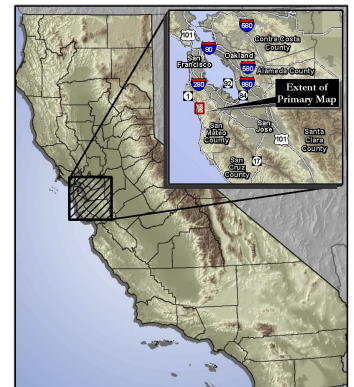 680
101
Contra Costa
County
80
Oakland
San
Francisco
580
Alameda County
280
92
880
84
1
Extent of
Primary Map
San
Mateo
County
San
Jose
101
Santa
Clara
County
San
Cruz
County
17